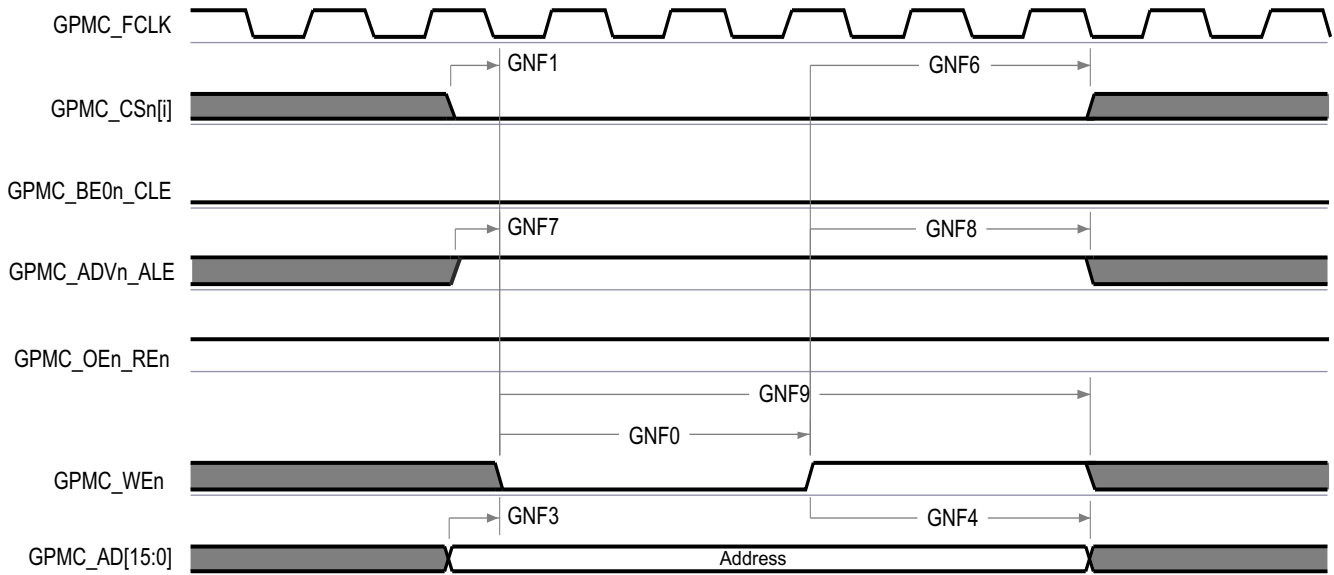 GPMC_FCLK
GNF1
GNF6
GPMC_CSn[i]
GPMC_BE0n_CLE
GNF7
GNF8
GPMC_ADVn_ALE
GPMC_OEn_REn
GNF9
GNF0
GPMC_WEn
GNF3
GNF4
GPMC_AD[15:0]
Address